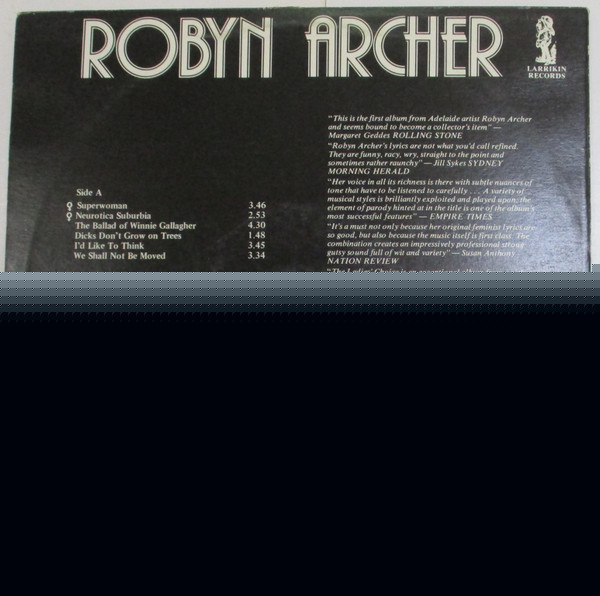 ROBYN ARCHER
LARRIKIN
RECORDS
"This is the first album from Adelaide artist Robyn Archer
and seems bound to become a collector's item" —
Margaret Geddes ROLLING STONE
"Robyn Archer's lyrics are not what you'd call refined.
They are funny, racy, wry, straight to the point and
sometimes rather raunchy" — Jill Sykes SYDNEY
MORNING HERALD
"Her voice in all its richness is there with subtle nuances of
tone that have to be listened to carefully . . . A variety of
musical styles is brilliantly exploited and played upon; the
element of parody hinted at in the title is one of the album's
most successful features" — EMPIRE TIMES
"It's a must not only because her original feminist lyrics are
so good, but also because the music itself is first class. The
combination creates an impressively professional strong
gutsy sound full of wit and variety" — Susan Anthony
NATION REVIEW
"The Ladies' Choice is an exceptional album
Side A
♀ Superwoman 3.46
♀ Neurotica Suburbia 2.53
The Ballad of Winnie Gallagher 4.30
Dicks Don't Grow on Trees 1.48
I'd Like To Think 3.45
We Shall Not Be Moved 3.34